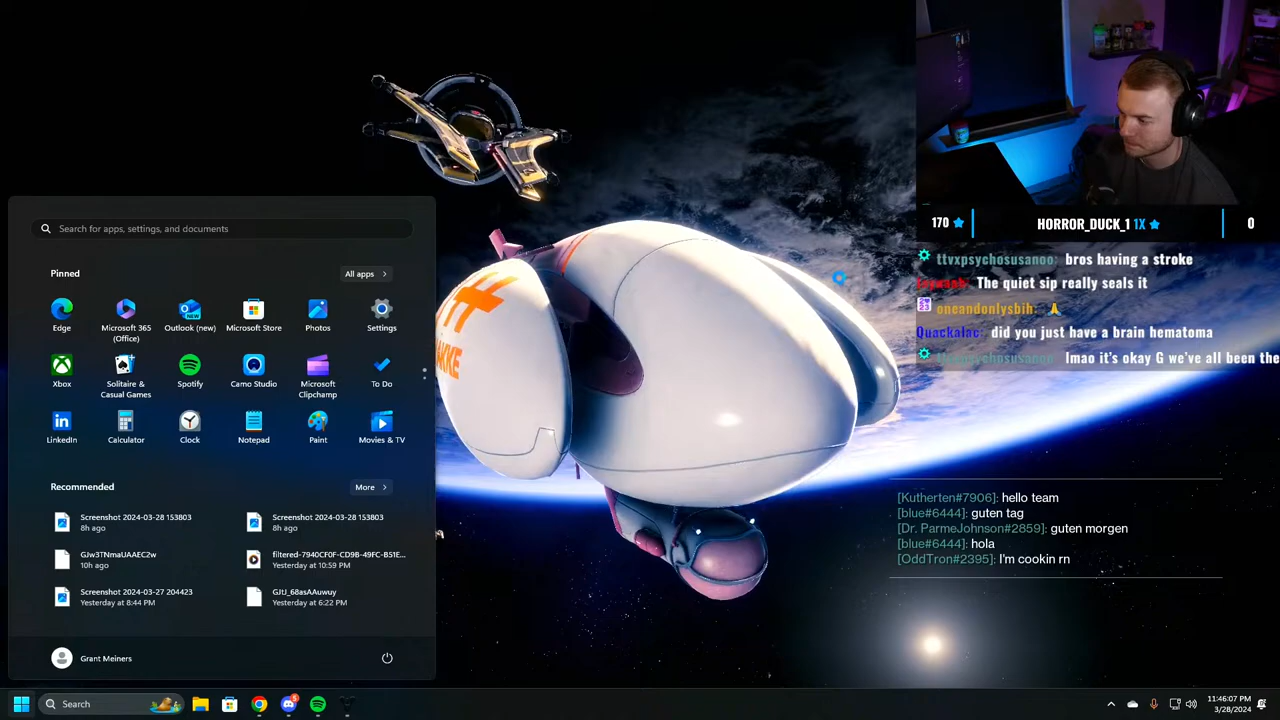 Search for apps, settings, and documents
Pinned
All apps
Edge
Microsoft 365
(Office)
Outlook (new)
Microsoft Store
Photos
Settings
Xbox
Solitaire &
Casual Games
Spotify
Camo Studio
Microsoft
Clipchamp
To Do
LinkedIn
Calculator
Clock
Notepad
Paint
Movies & TV
Recommended
More
Screenshot 2024-03-28 153803
8h ago
Screenshot 2024-03-28 153803
8h ago
GJw3TNmaUAAEC2w
10h ago
filtered-7940CF0F-CD9B-49FC-B51E...
Yesterday at 10:59 PM
Screenshot 2024-03-27 204423
Yesterday at 8:44 PM
GJtJ_68asAAuwuy
Yesterday at 6:22 PM
Grant Meiners
170
HORROR_DUCK_1 1X
0
ttvxpsychosusanoo: bros having a stroke
The quiet sip really seals it
oneandonlysbih: 🙏
Quackalac: did you just have a brain hematoma
ttvxpsychosusanoo: lmao it's okay G we've all been the
[Kutherten#7906]: hello team
[blue#6444]: guten tag
[Dr. ParmeJohnson#2859]: guten morgen
[blue#6444]: hola
[OddTron#2395]: I'm cookin rn
Search
5
11:46:07 PM
3/28/2024